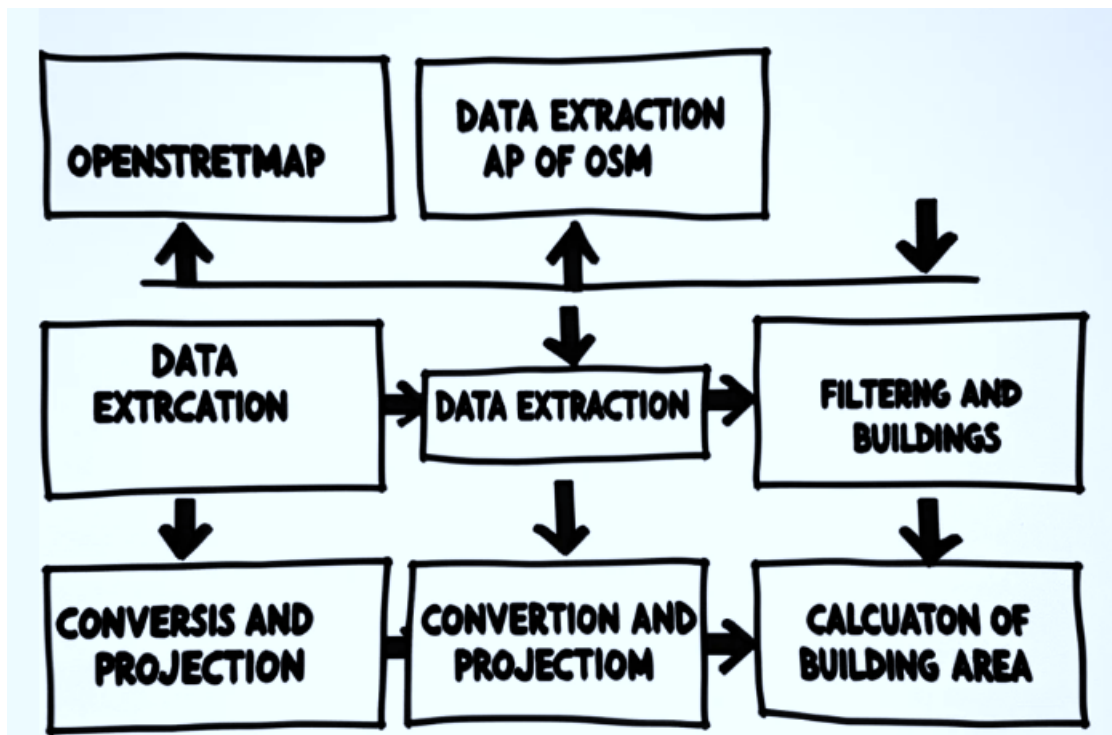 OPENSTRETMAP
DATA EXTRACTION
AP OF OSM
DATA
EXTRCATION
DATA EXTRACTION
FILTERNG AND
BUILDINGS
CONVERSIS AND
PROJECTION
CONVERTION AND
PROJECTIOM
CALCUATON OF
BUILDING AREA